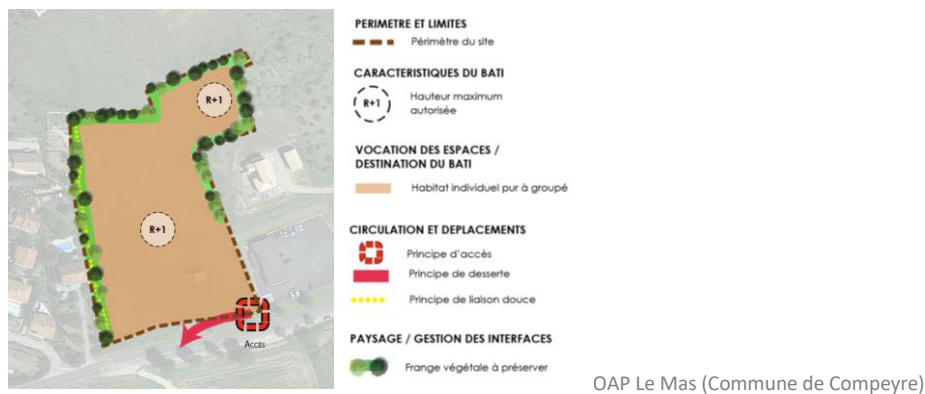 R+1
R+1
ACCES
PERIMETRE ET LIMITES
Périmètre du site
CARACTERISTIQUES DU BATI
R+1
Hauteur maximum
autorisée
VOCATION DES ESPACES /
DESTINATION DU BATI
Habitat individuel pur à groupé
CIRCULATION ET DEPLACEMENTS
Principe d'accès
Principe de desserte
Principe de liaison douce
PAYSAGE / GESTION DES INTERFACES
Frange végétale à préserver
OAP Le Mas (Commune de Compeyre)